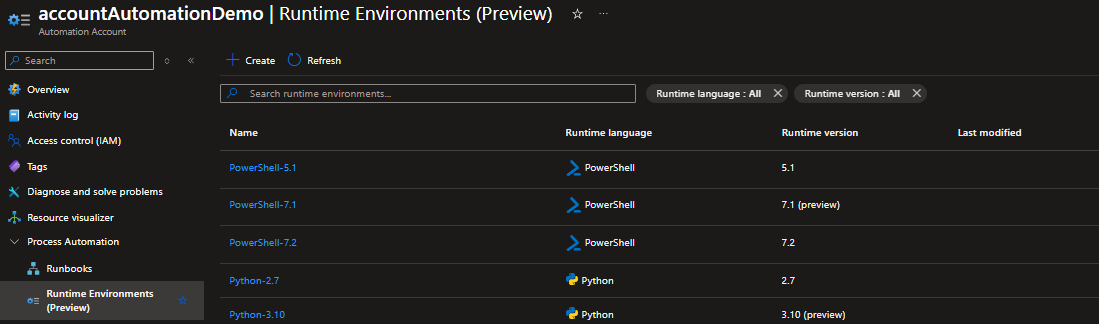 accountAutomationDemo | Runtime Environments (Preview) ☆ ...
Automation Account
Search
Create Refresh
Overview
Activity log
Access control (IAM)
Tags
Diagnose and solve problems
Resource visualizer
Process Automation
Runbooks
Runtime Environments
(Preview)
Search runtime environments... Runtime language : All Runtime version : All
Name Runtime language Runtime version Last modified
PowerShell-5.1 PowerShell 5.1
PowerShell-7.1 PowerShell 7.1 (preview)
PowerShell-7.2 PowerShell 7.2
Python-2.7 Python 2.7
Python-3.10 Python 3.10 (preview)